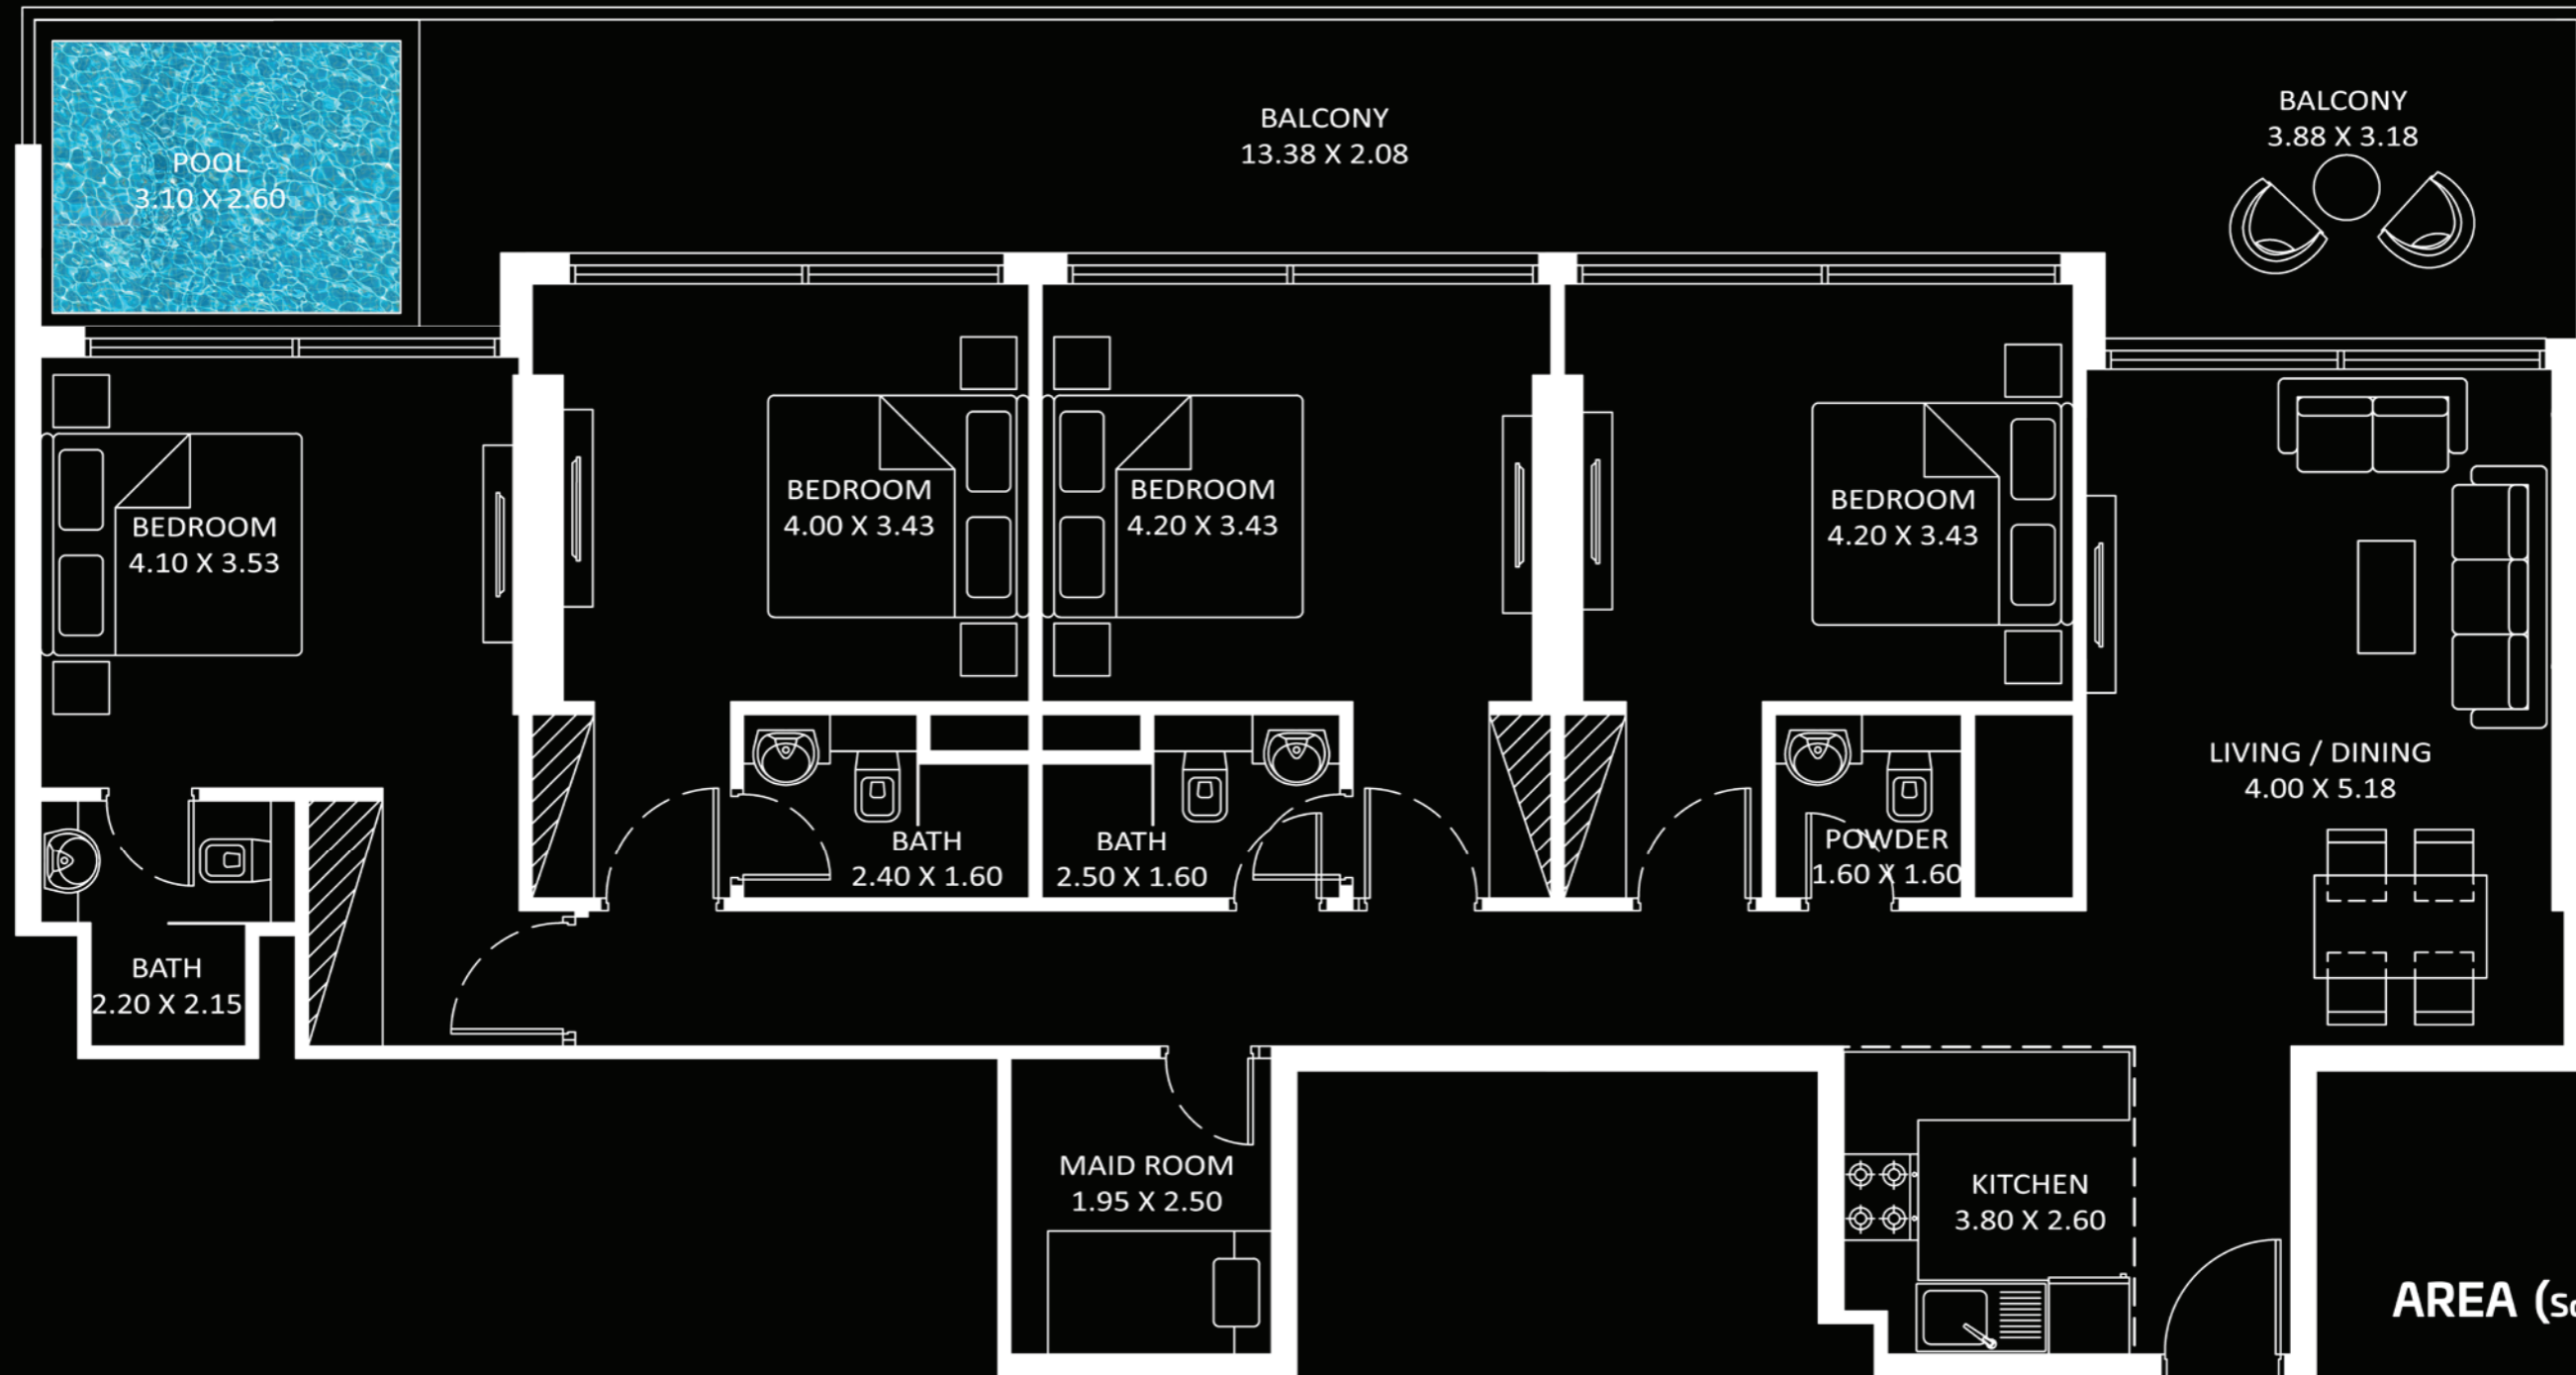 BALCONY
13.38 X 2.08
BALCONY
3.88 X 3.18
POOL
3.10 X 2.60
BEDROOM
4.10 X 3.53
BEDROOM
4.00 X 3.43
BEDROOM
4.20 X 3.43
BEDROOM
4.20 X 3.43
LIVING / DINING
4.00 X 5.18
BATH
2.40 X 1.60
BATH
2.50 X 1.60
POWDER
1.60 X 1.60
BATH
2.20 X 2.15
MAID ROOM
1.95 X 2.50
KITCHEN
3.80 X 2.60
AREA